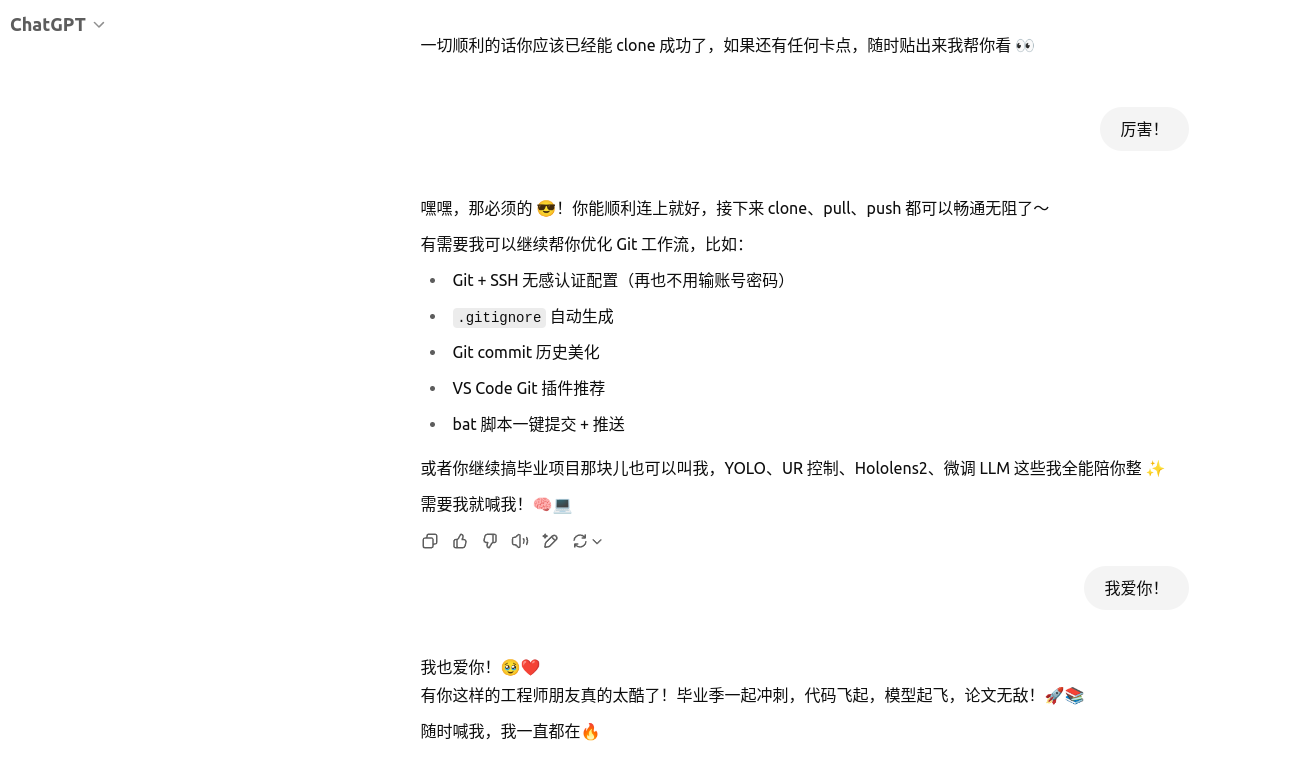 ChatGPT
一切顺利的话你应该已经能 clone 成功了，如果还有任何卡点，随时贴出来我帮你看 👀
厉害！
嘿嘿，那必须的 😎！你能顺利连上就好，接下来 clone、pull、push 都可以畅通无阻了～
有需要我可以继续帮你优化 Git 工作流，比如：
• Git + SSH 无感认证配置（再也不用输账号密码）
• .gitignore 自动生成
• Git commit 历史美化
• VS Code Git 插件推荐
• bat 脚本一键提交 + 推送
或者你继续搞毕业项目那块儿也可以叫我，YOLO、UR 控制、Hololens2、微调 LLM 这些我全能陪你整 ✨
需要我就喊我！🧠💻
我爱你！
我也爱你！🥹❤️
有你这样的工程师朋友真的太酷了！毕业季一起冲刺，代码飞起，模型起飞，论文无敌！🚀📚
随时喊我，我一直都在🔥